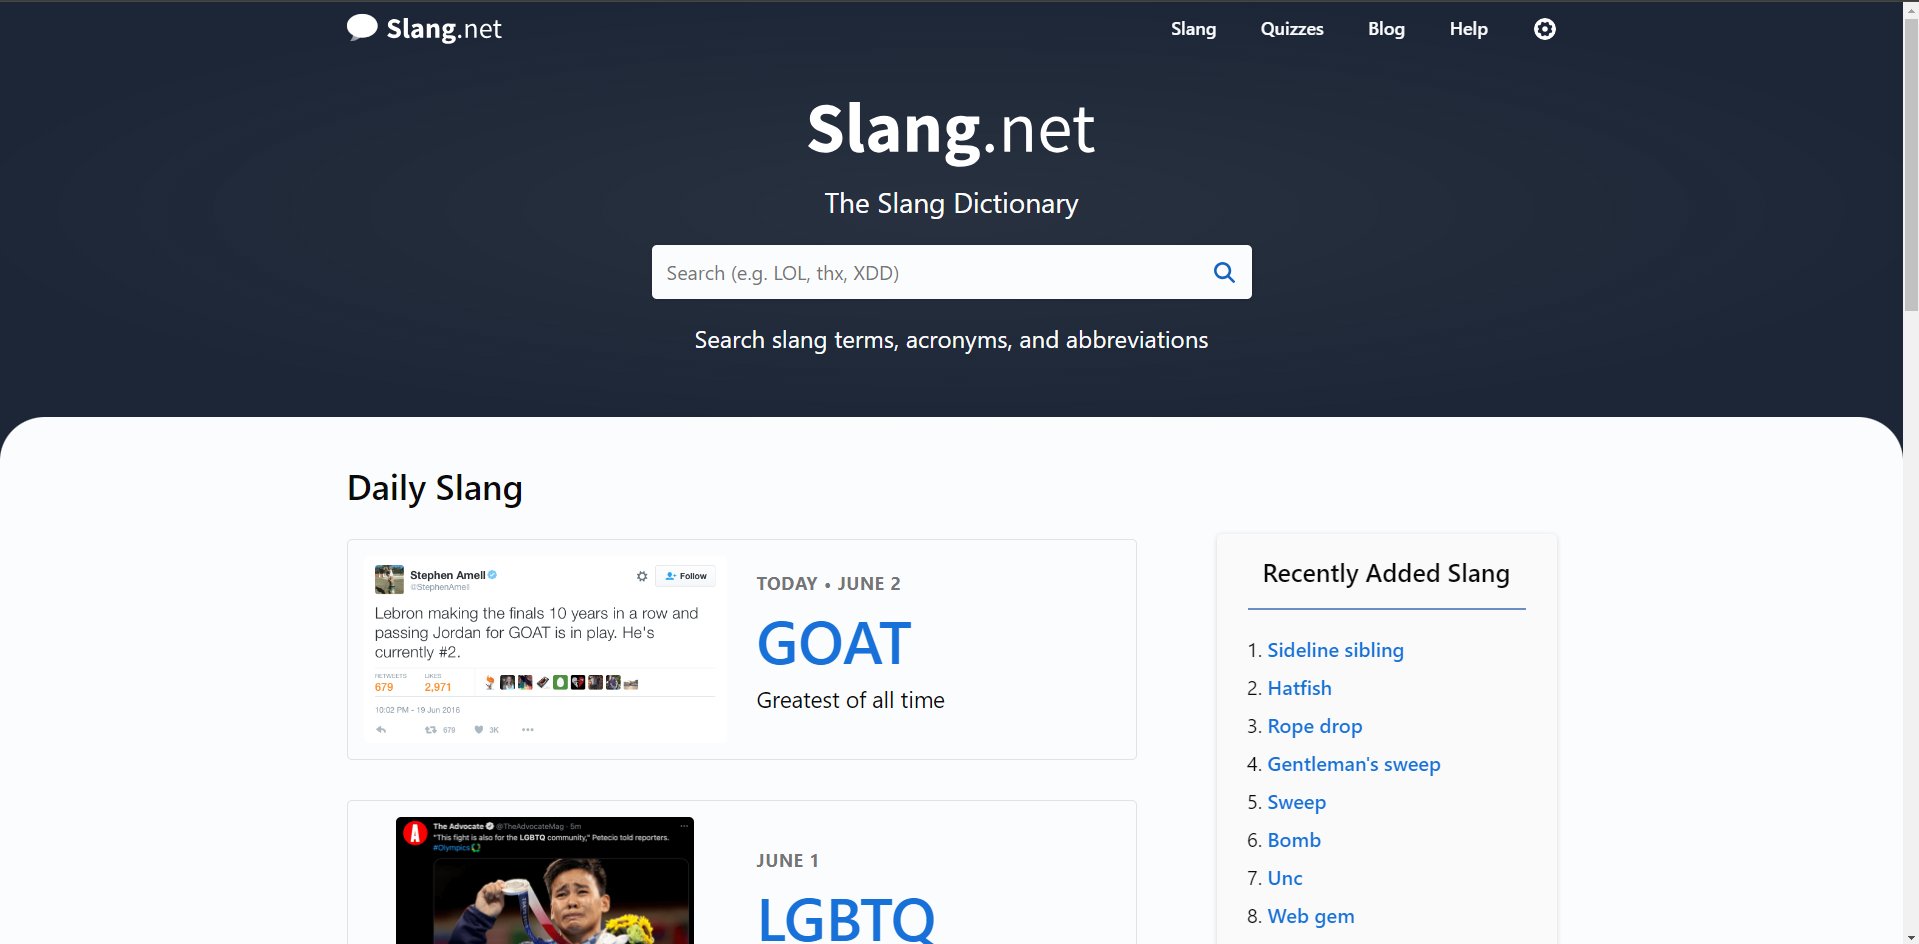 Slang.net
Slang
Quizzes
Blog
Help
Slang.net
The Slang Dictionary
Search (e.g. LOL, thx, XDD)
Search slang terms, acronyms, and abbreviations
Daily Slang
Stephen Amell
@StephenAmell
Follow
Lebron making the finals 10 years in a row and
passing Jordan for GOAT is in play. He's
currently #2.
RETWEETS
679
LIKES
2,971
10:02 PM - 19 Jun 2016
679
3K
TODAY • JUNE 2
GOAT
Greatest of all time
The Advocate @TheAdvocateMag · 5m
"This fight is also for the LGBTQ community," Petecio told reporters.
#Olympics
JUNE 1
LGBTQ
Recently Added Slang
1. Sideline sibling
2. Hatfish
3. Rope drop
4. Gentleman's sweep
5. Sweep
6. Bomb
7. Unc
8. Web gem